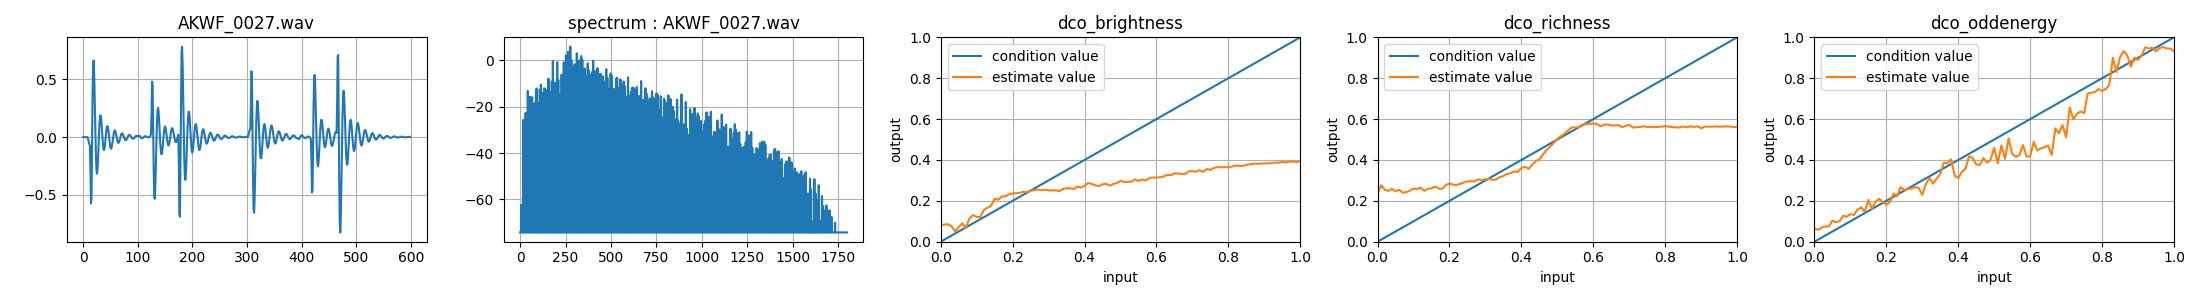 AKWF_0027.wav
0.5
0.0
−0.5
0 100 200 300 400 500 600
spectrum : AKWF_0027.wav
0
−20
−40
−60
0 250 500 750 1000 1250 1500 1750
dco_brightness
condition value
estimate value
output
1.0
0.8
0.6
0.4
0.2
0.0
0.0 0.2 0.4 0.6 0.8 1.0
input
dco_richness
condition value
estimate value
output
1.0
0.8
0.6
0.4
0.2
0.0
0.0 0.2 0.4 0.6 0.8 1.0
input
dco_oddenergy
condition value
estimate value
output
1.0
0.8
0.6
0.4
0.2
0.0
0.0 0.2 0.4 0.6 0.8 1.0
input